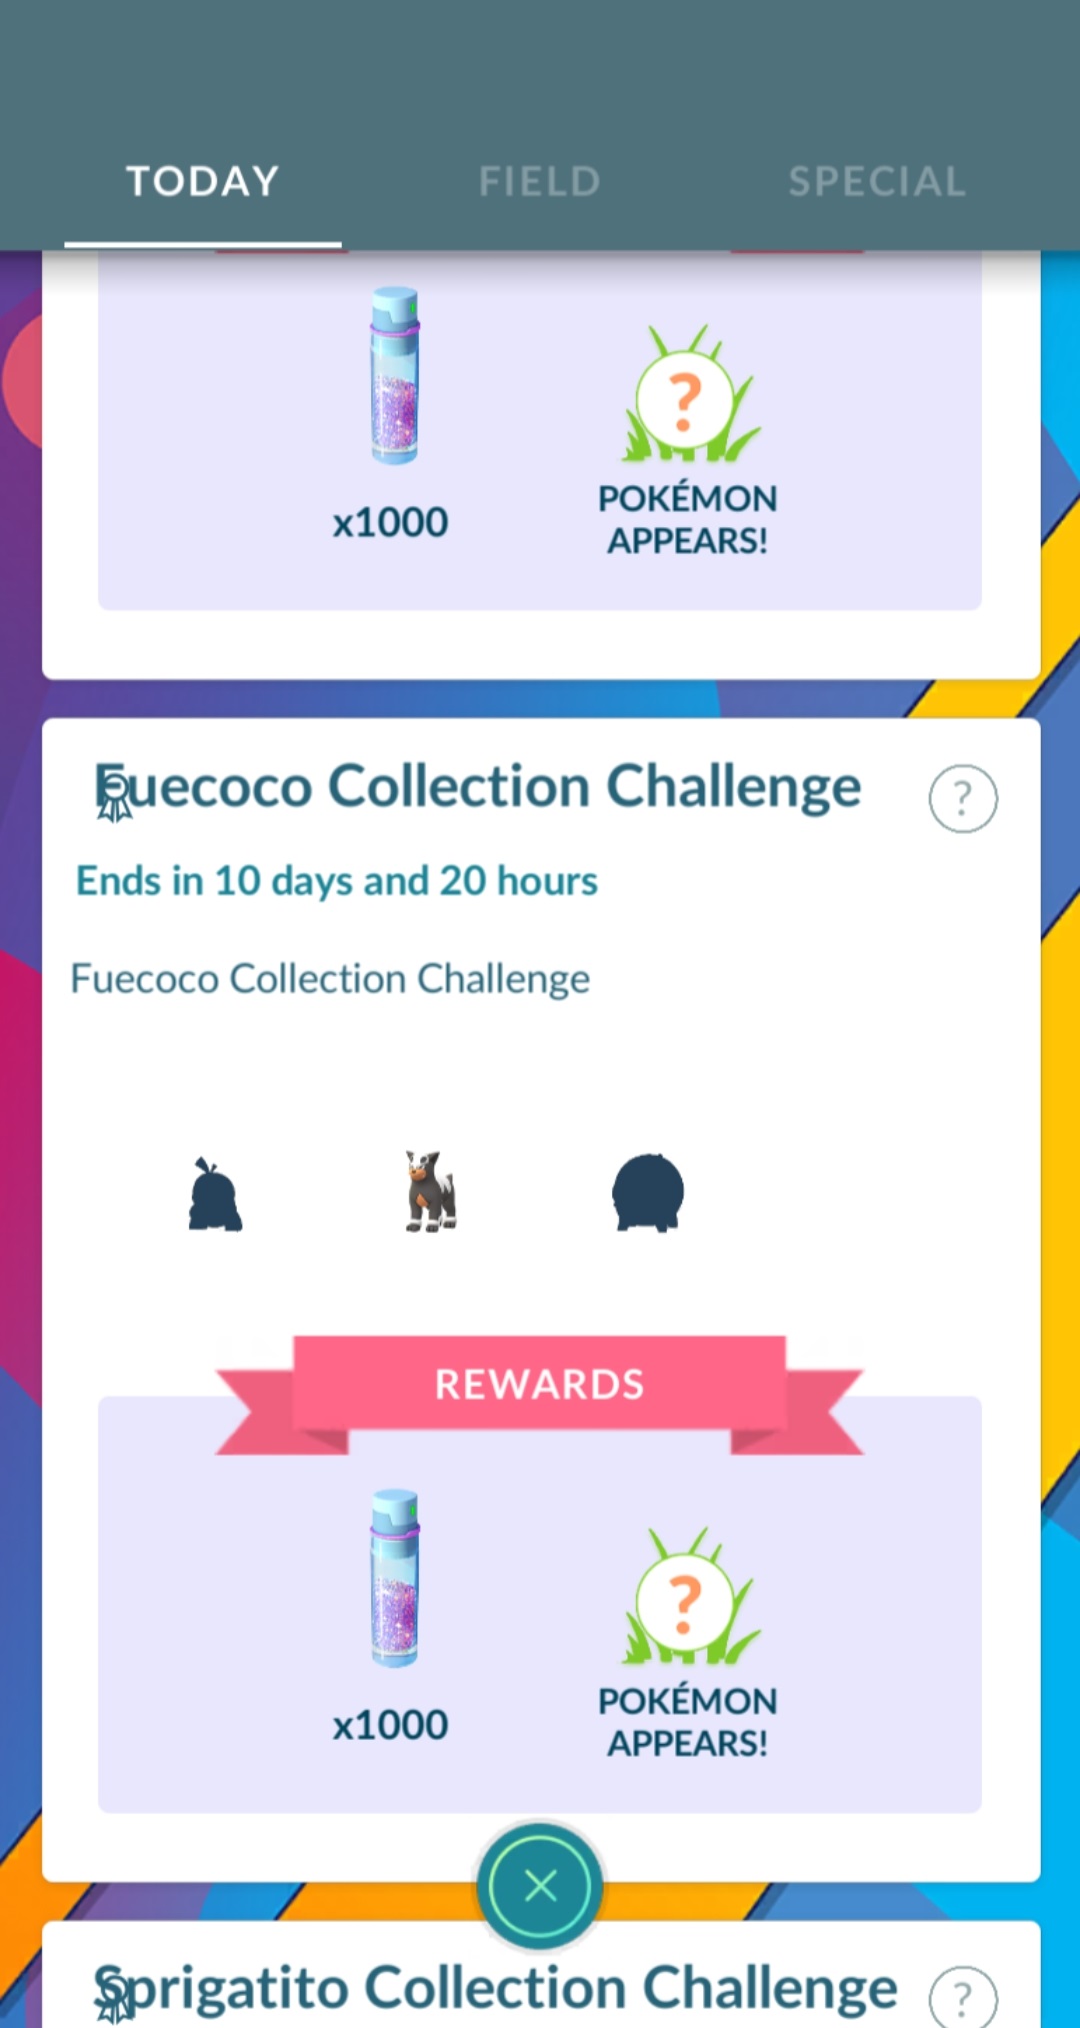 TODAY
FIELD
SPECIAL
?
x1000
POKÉMON
APPEARS!
Fuecoco Collection Challenge
?
Ends in 10 days and 20 hours
Fuecoco Collection Challenge
REWARDS
?
x1000
POKÉMON
APPEARS!
Sprigatito Collection Challenge
?